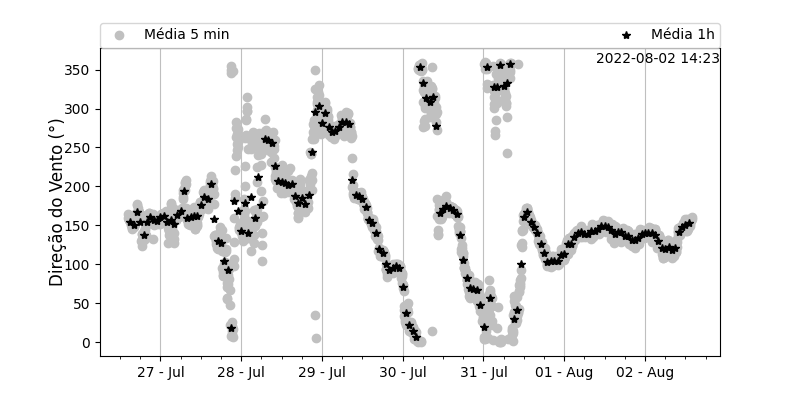 Média 5 min
Média 1h
2022-08-02 14:23
Direção do Vento (°)
350
300
250
200
150
100
50
0
27 - Jul
28 - Jul
29 - Jul
30 - Jul
31 - Jul
01 - Aug
02 - Aug